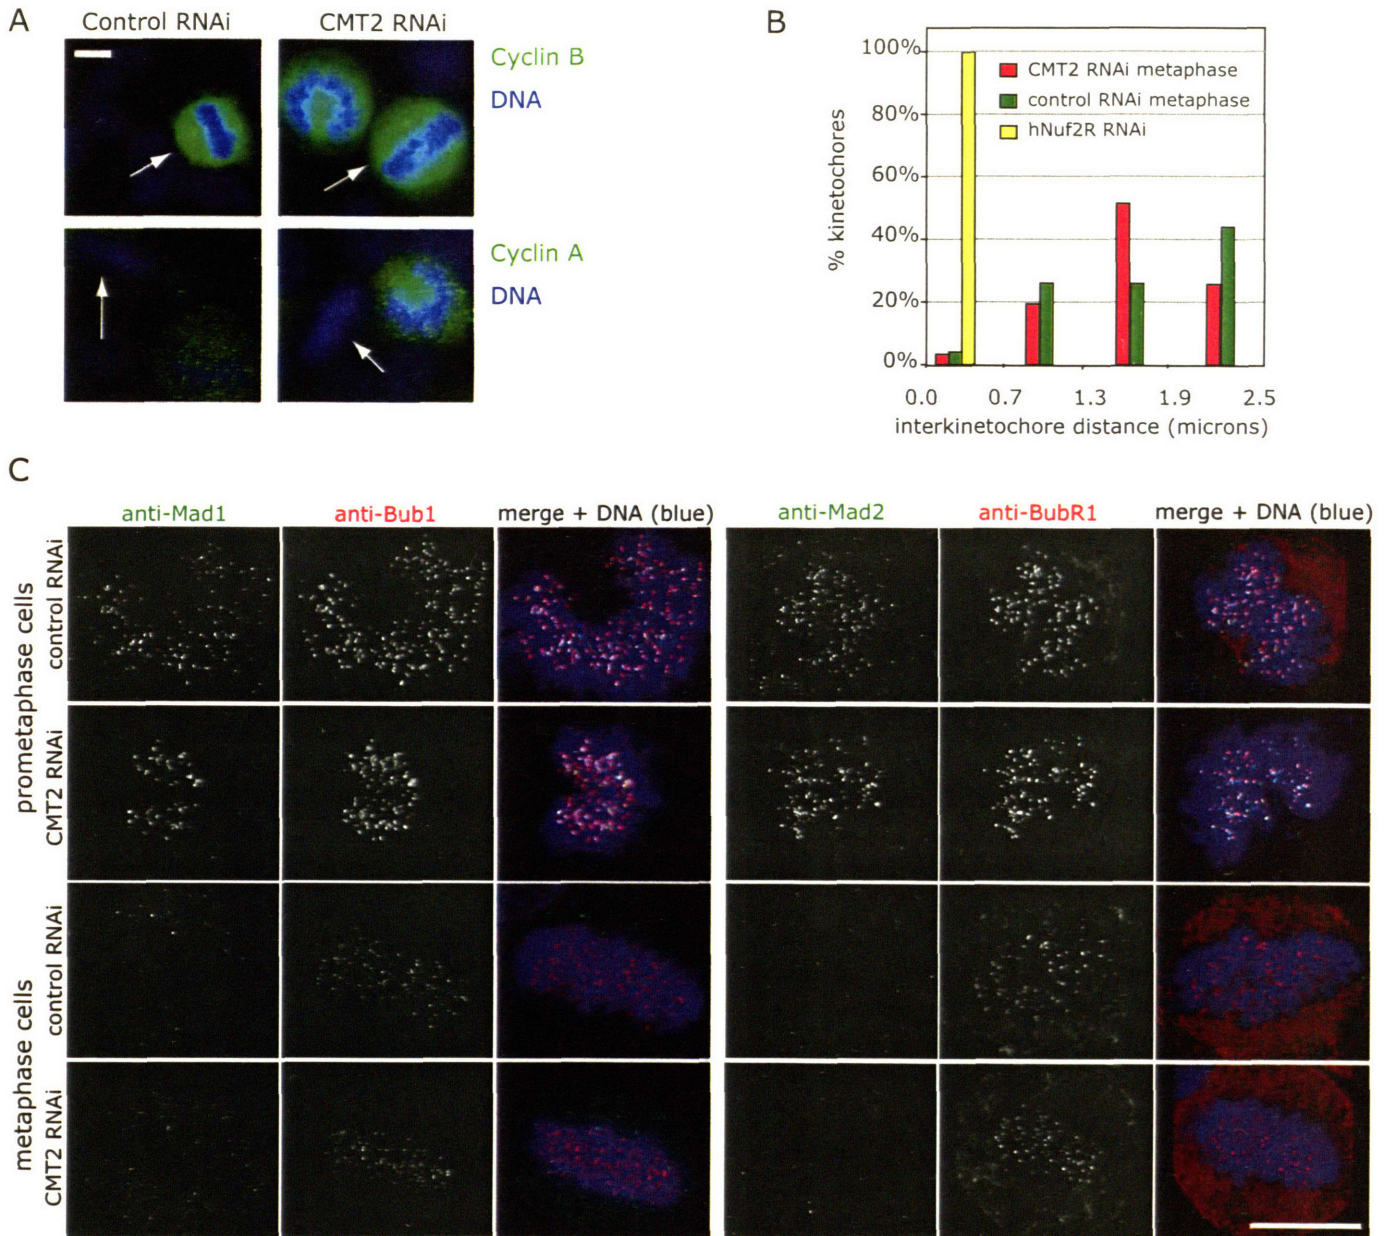 A
Control RNAi
CMT2 RNAi
Cyclin B
DNA
Cyclin A
DNA
B
100%
80%
60%
40%
20%
0%
% kinetochores
CMT2 RNAi metaphase
control RNAi metaphase
hNuf2R RNAi
0.0 0.7 1.3 1.9 2.5
interkinetochore distance (microns)
C
anti-Mad1
anti-Bub1
merge + DNA (blue)
anti-Mad2
anti-BubR1
merge + DNA (blue)
prometaphase cells
control RNAi
CMT2 RNAi
metaphase cells
control RNAi
CMT2 RNAi